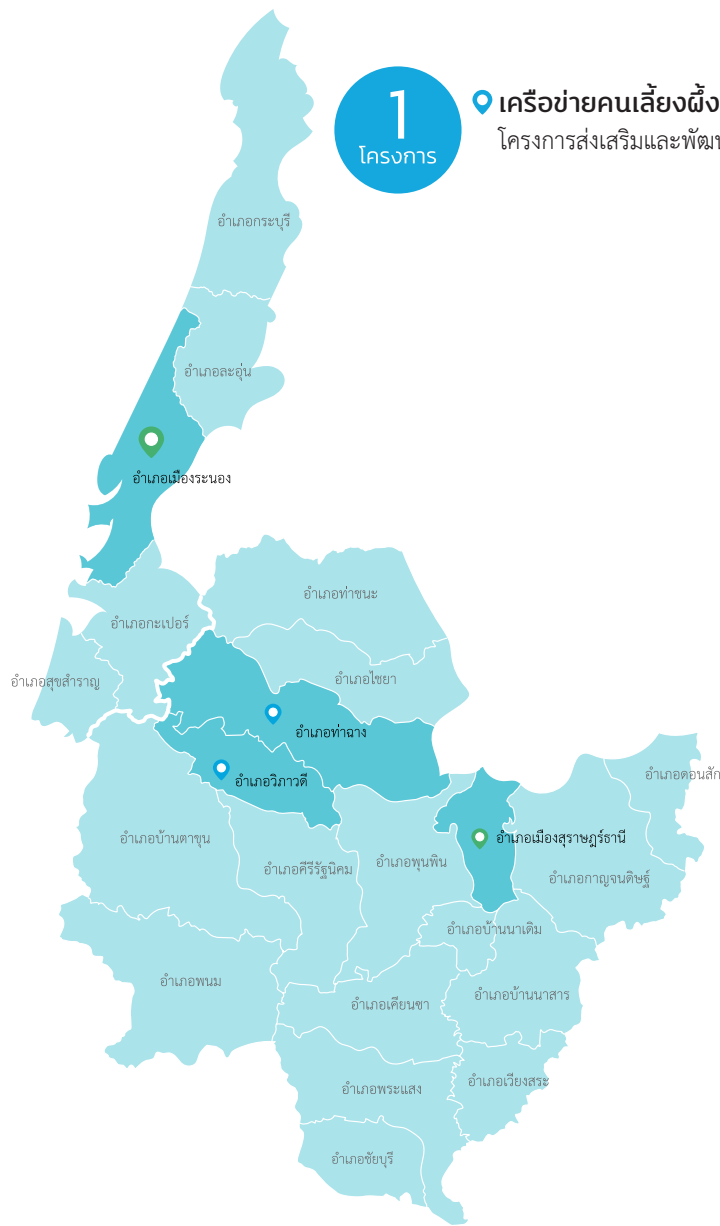 1
โครงการ
เครือข่ายคนเลี้ยงผึ้ง
โครงการส่งเสริมและพัฒ
อำเภอกระบุรี
อำเภอละอุ่น
อำเภอเมืองระนอง
อำเภอท่าชนะ
อำเภอกะเปอร์
อำเภอไชยา
อำเภอสุขสำราญ
อำเภอท่าฉาง
อำเภอดอนสัก
อำเภอวิภาวดี
อำเภอบ้านตาขุน
อำเภอเมืองสุราษฎร์ธานี
อำเภอคีรีรัฐนิคม
อำเภอพุนพิน
อำเภอกาญจนดิษฐ์
อำเภอบ้านนาเดิม
อำเภอพนม
อำเภอเคียนซา
อำเภอบ้านนาสาร
อำเภอเวียงสระ
อำเภอพระแสง
อำเภอชัยบุรี